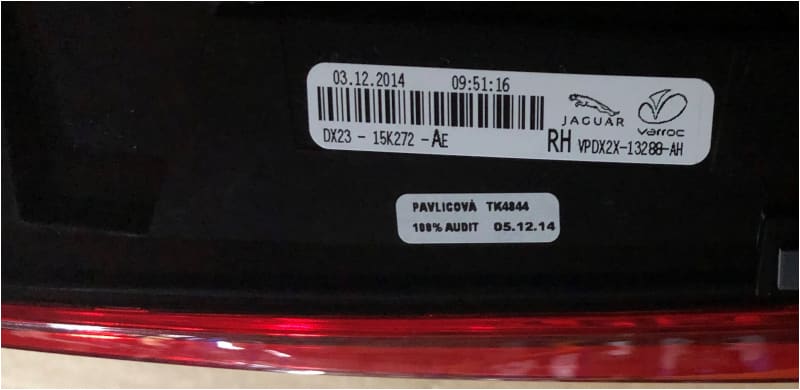 03.12.2014 09:51:16
JAGUAR varroc
DX23 - 15K272 -AE RH VPDX2X-13288-AH
PAVLICOVÀ TK4844
100% AUDIT 05.12.14